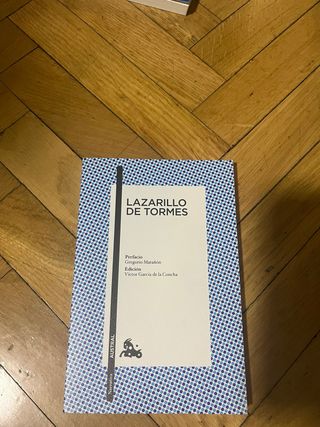 LAZARILLO
DE TORMES
Prefacio
Gregorio Marañón
Edición
Víctor García de la Concha
AUSTRAL